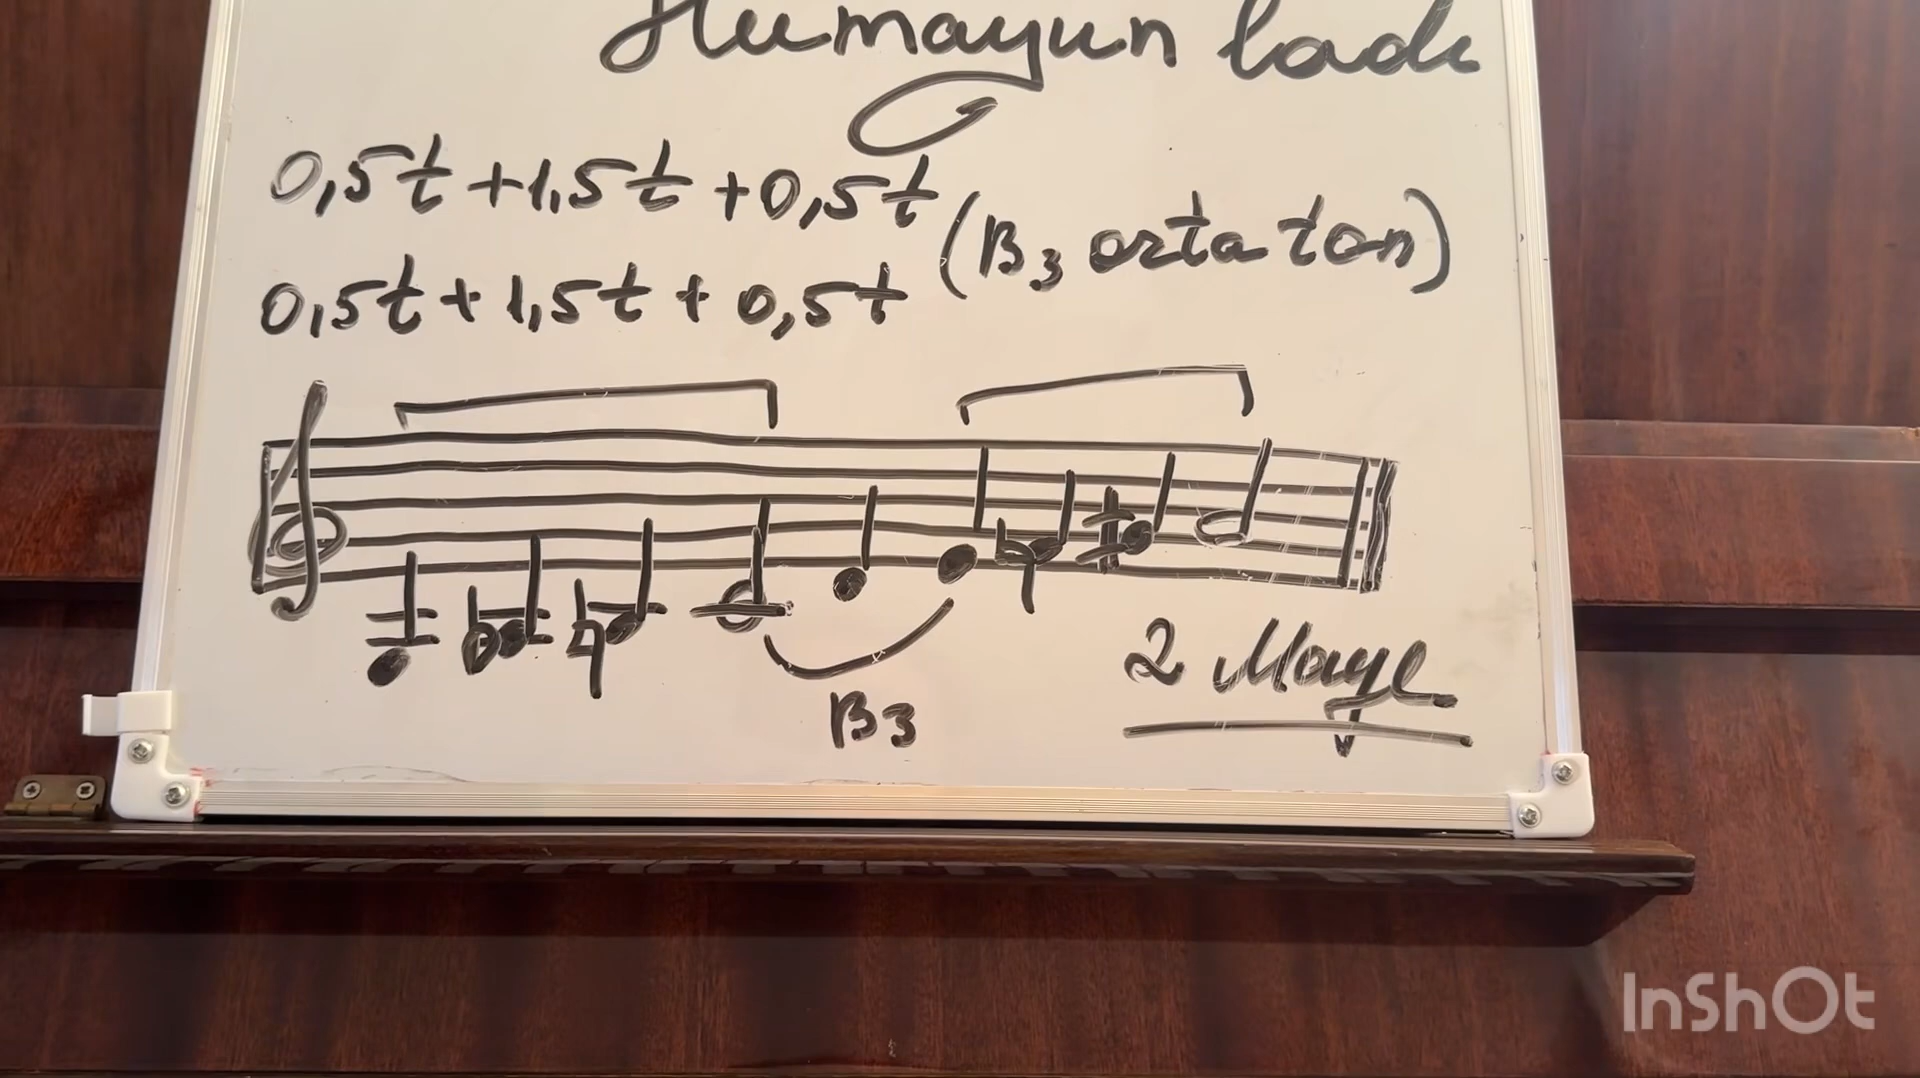 Humayun ladı
0,5t + 1,5t + 0,5t
(B3 orta ton)
0,5t + 1,5t + 0,5t
B3
2 Maye
InShOt